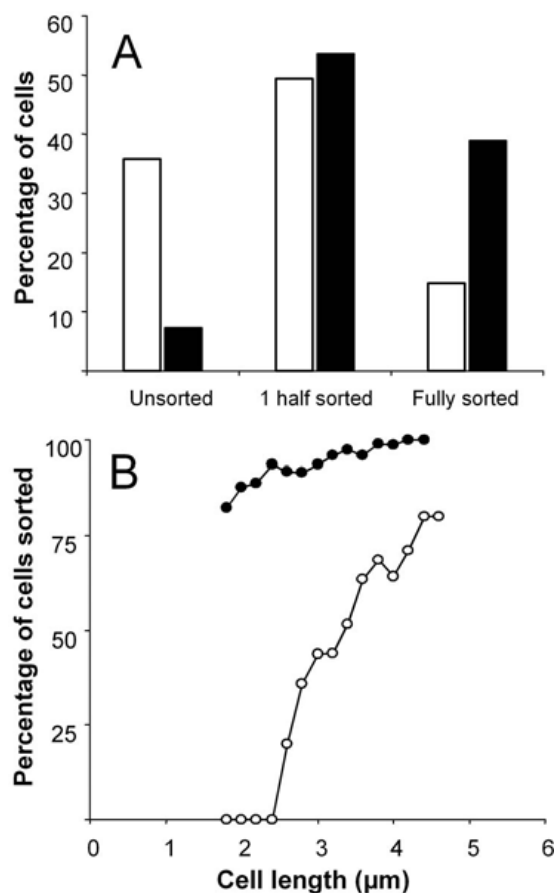 A
Percentage of cells
60
50
40
30
20
10
Unsorted 1 half sorted Fully sorted
B
Percentage of cells sorted
100
75
50
25
0 1 2 3 4 5 6
Cell length (µm)